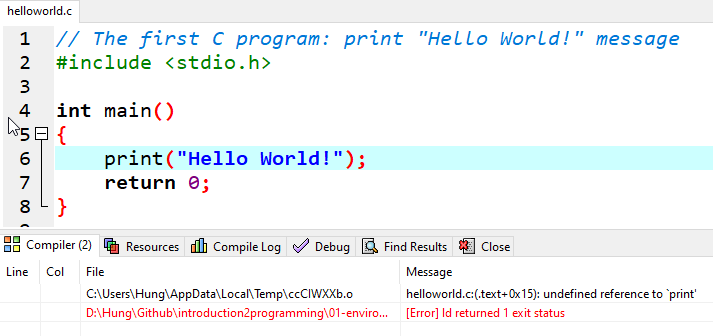 helloworld.c
1 // The first C program: print "Hello World!" message
2 #include <stdio.h>
3
4 int main()
5 {
6 print("Hello World!");
7 return 0;
8 }
Compiler (2) Resources Compile Log Debug Find Results Close
Line Col File Message
C:\Users\Hung\AppData\Local\Temp\ccClWXXb.o helloworld.c:(.text+0x15): undefined reference to `print'
D:\Hung\Github\introduction2programming\01-enviro... [Error] ld returned 1 exit status